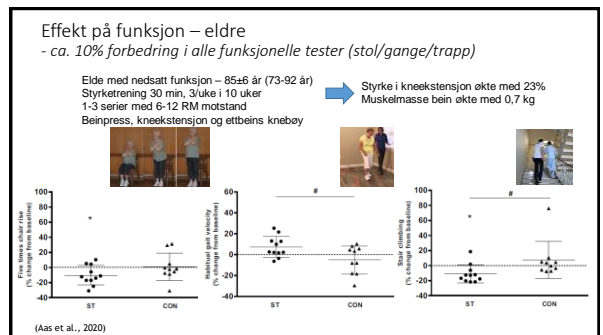 Effekt på funksjon – eldre
- ca. 10% forbedring i alle funksjonelle tester (stol/gange/trapp)
Elde med nedsatt funksjon – 85±6 år (73-92 år)
Styrketrening 30 min, 3/uke i 10 uker
1-3 serier med 6-12 RM motstand
Beinpress, kneekstensjon og ettbeins knebøy
Styrke i kneekstensjon økte med 23%
Muskelmasse bein økte med 0,7 kg
Five times chair rise
(% change from baseline)
100
80
60
40
20
0
-20
-40
*
ST
CON
Habitual gait velocity
(% change from baseline)
60
40
20
0
-20
-40
#
ST
CON
Stair climbing
(% change from baseline)
100
80
60
40
20
0
-20
-40
#
*
ST
CON
(Aas et al., 2020)